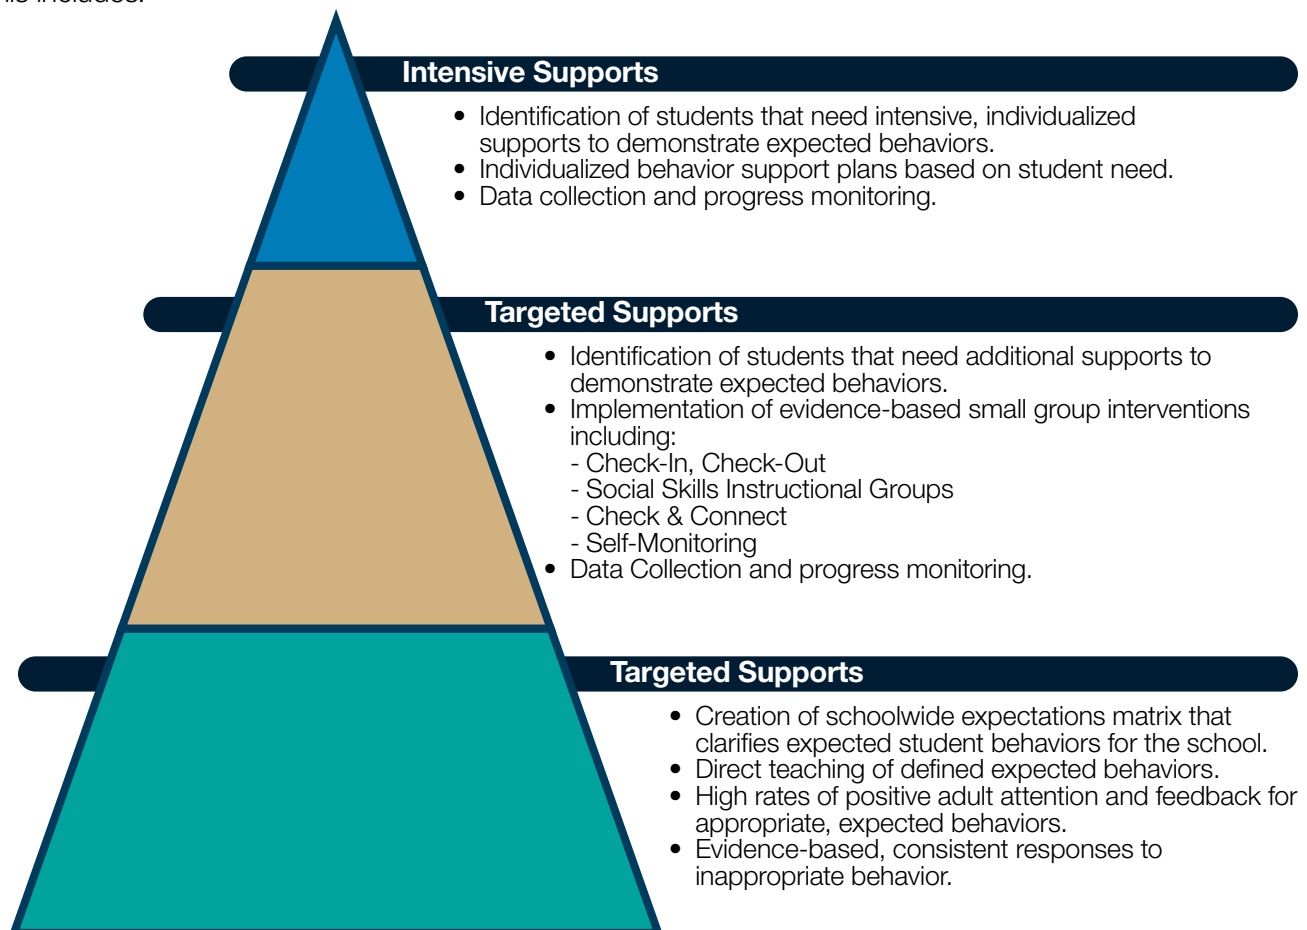 includes:
Intensive Supports
• Identification of students that need intensive, individualized
supports to demonstrate expected behaviors.
• Individualized behavior support plans based on student need.
• Data collection and progress monitoring.
Targeted Supports
• Identification of students that need additional supports to
demonstrate expected behaviors.
• Implementation of evidence-based small group interventions
including:
- Check-In, Check-Out
- Social Skills Instructional Groups
- Check & Connect
- Self-Monitoring
• Data Collection and progress monitoring.
Targeted Supports
• Creation of schoolwide expectations matrix that
clarifies expected student behaviors for the school.
• Direct teaching of defined expected behaviors.
• High rates of positive adult attention and feedback for
appropriate, expected behaviors.
• Evidence-based, consistent responses to
inappropriate behavior.